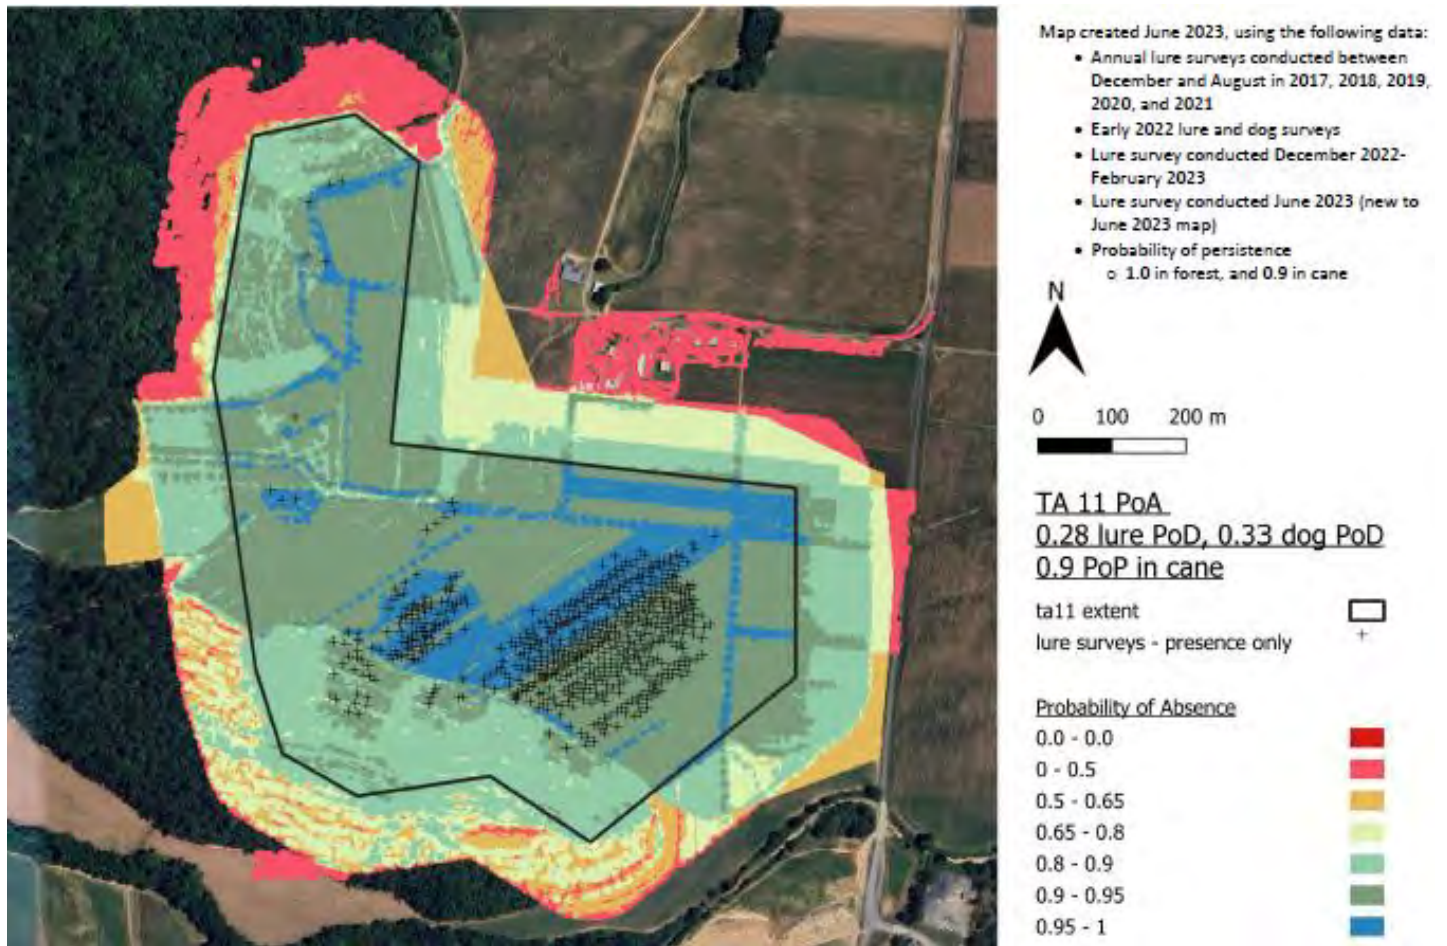 Map created June 2023, using the following data:
• Annual lure surveys conducted between
December and August in 2017, 2018, 2019,
2020, and 2021
• Early 2022 lure and dog surveys
• Lure survey conducted December 2022-
February 2023
• Lure survey conducted June 2023 (new to
June 2023 map)
• Probability of persistence
o 1.0 in forest, and 0.9 in cane
N
0 100 200 m
TA 11 PoA
0.28 lure PoD, 0.33 dog PoD
0.9 PoP in cane
ta11 extent
lure surveys - presence only
Probability of Absence
0.0 - 0.0
0 - 0.5
0.5 - 0.65
0.65 - 0.8
0.8 - 0.9
0.9 - 0.95
0.95 - 1